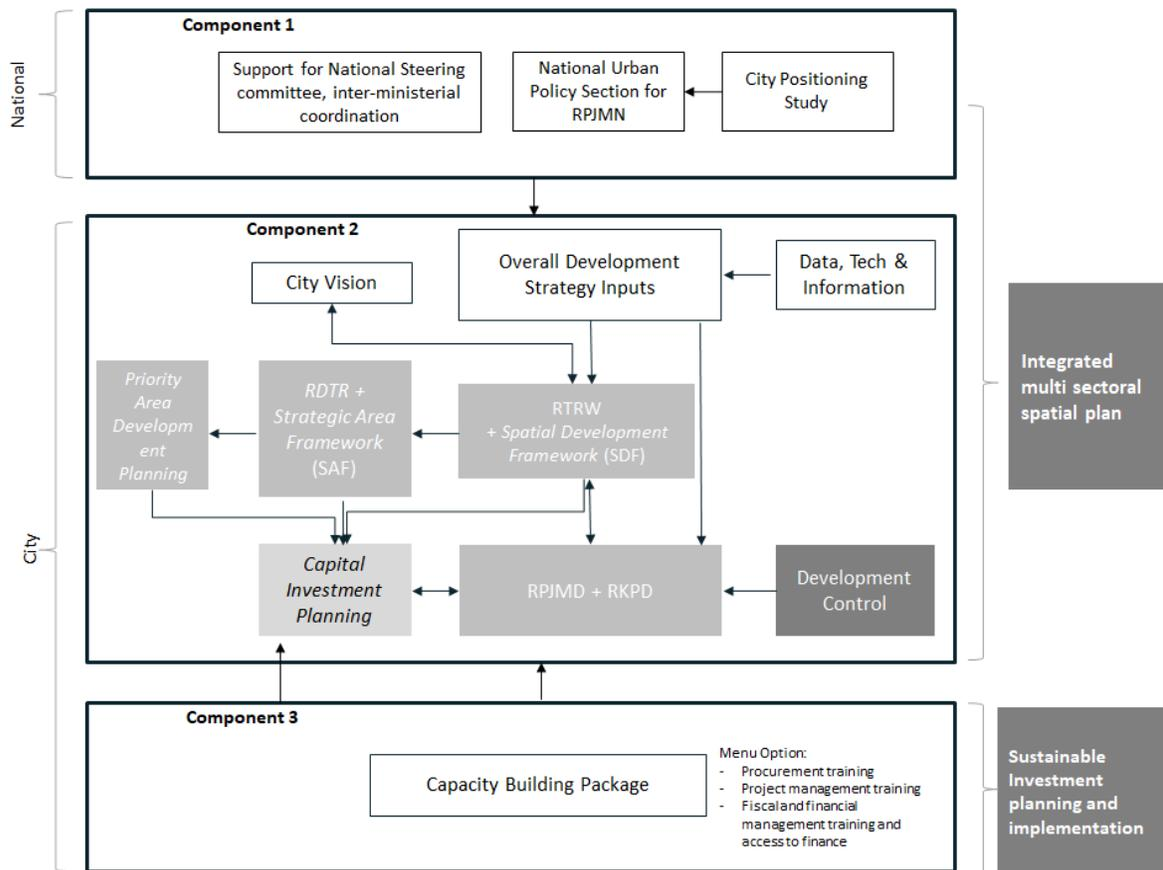 National
Component 1
Support for National Steering
committee, inter-ministerial
coordination
National Urban
Policy Section for
RPJMN
City Positioning
Study
City
Component 2
City Vision
Overall Development
Strategy Inputs
Data, Tech &
Information
Priority
Area
Developm
ent
Planning
RDTR +
Strategic Area
Framework
(SAF)
RTRW
+ Spatial Development
Framework (SDF)
Capital
Investment
Planning
RPJMD + RKPD
Development
Control
Integrated
multi sectoral
spatial plan
Component 3
Capacity Building Package
Menu Option:
- Procurement training
- Project management training
- Fiscal and financial
management training and
access to finance
Sustainable
Investment
planning and
implementation